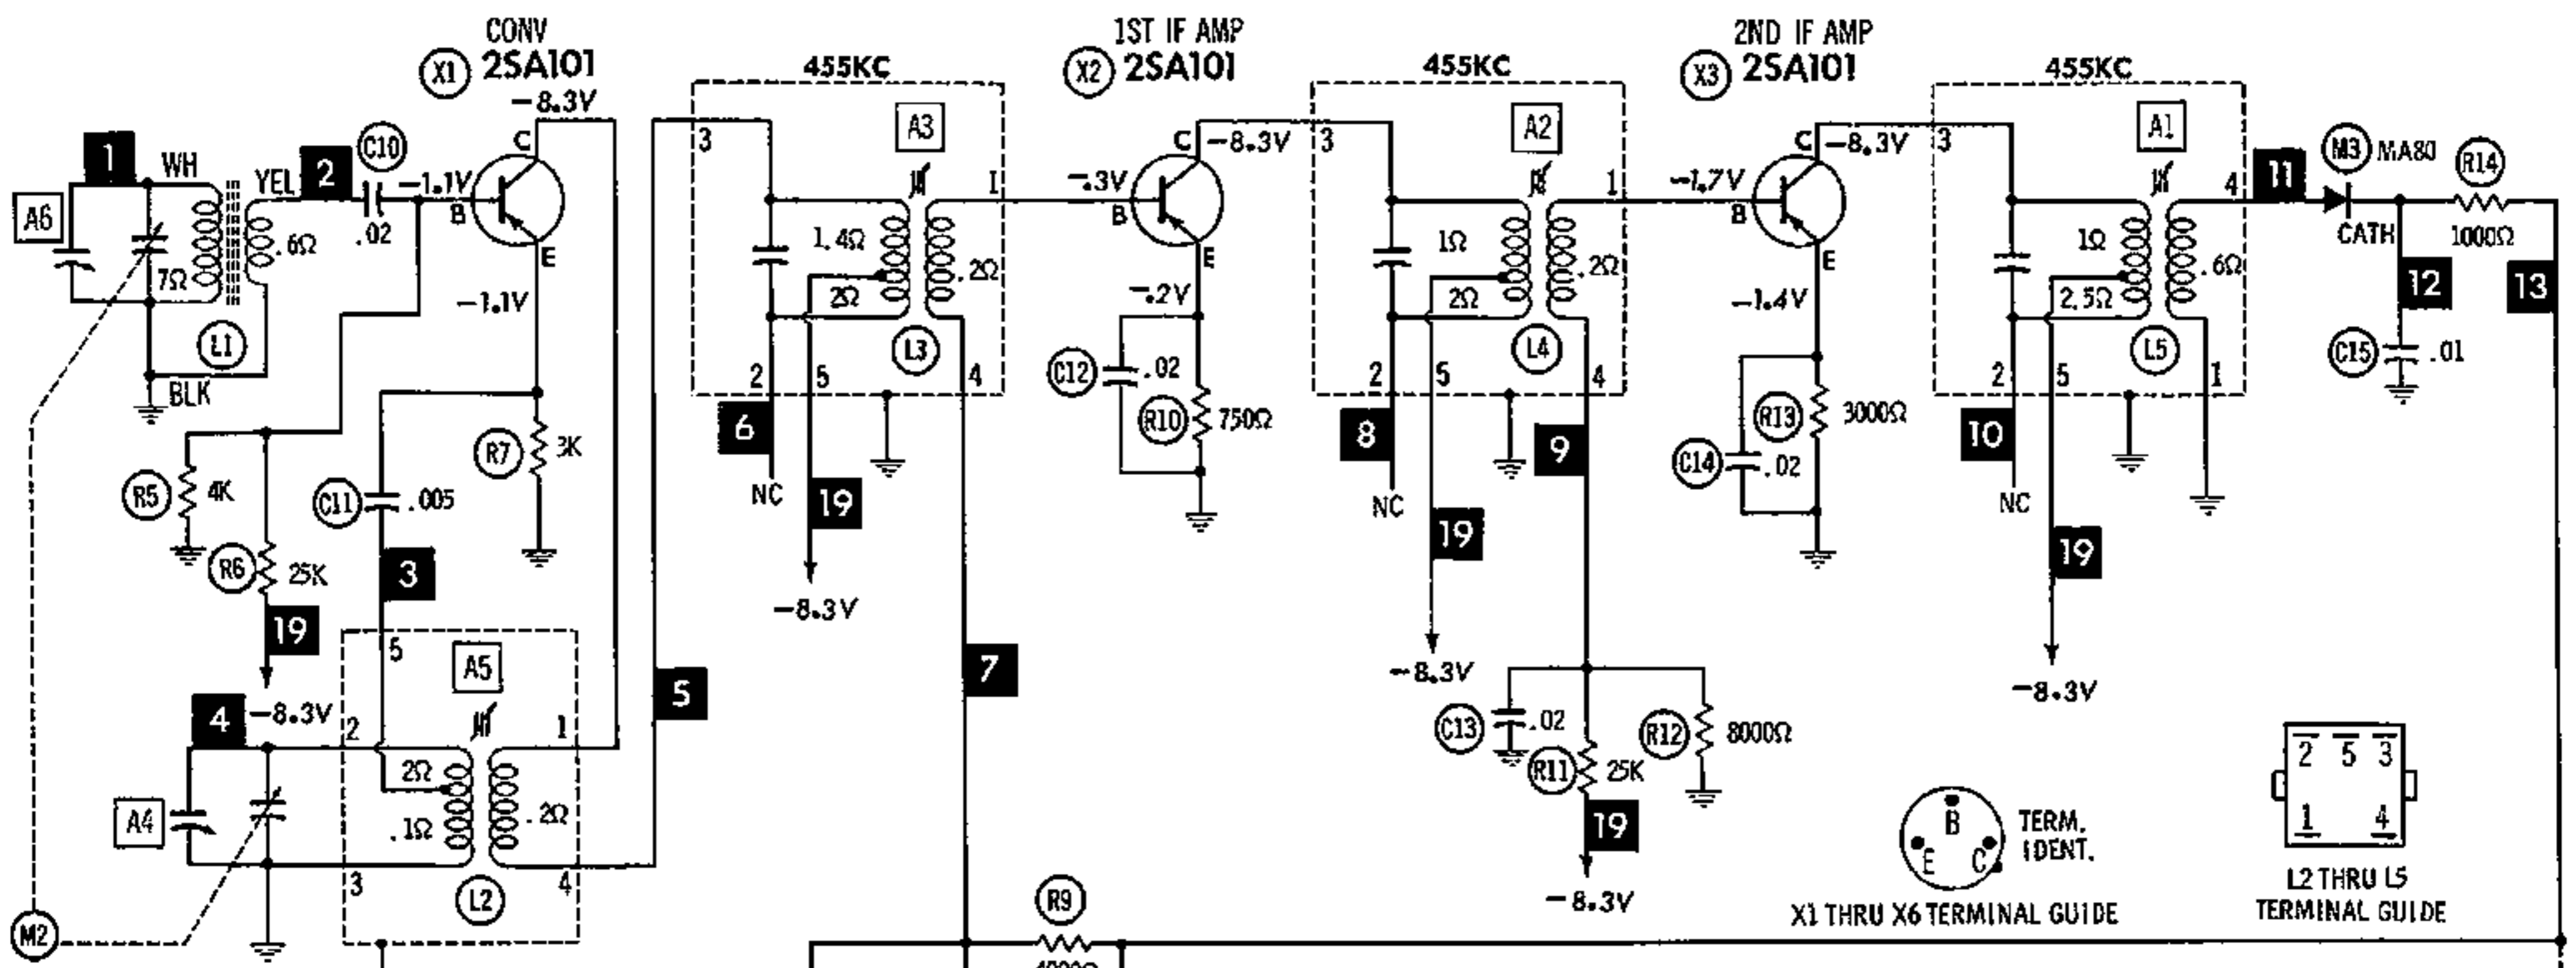 CONV
X1 2SA101
-8.3V
1ST IF AMP
X2 2SA101
2ND IF AMP
X3 2SA101
455KC
455KC
455KC
1
WH
YEL
2
C10
.02
-1.1V
B
C
E
-1.1V
A6
7Ω
.6Ω
L1
BLK
3
A3
1
1.4Ω
2Ω
.2Ω
L3
2
5
4
6
NC
19
-8.3V
-.3V
B
C
-8.3V
E
-.2V
C12
.02
R10
750Ω
3
A2
1
1Ω
2Ω
.2Ω
L4
2
5
4
8
NC
19
-8.3V
9
-1.7V
B
C
-8.3V
E
-1.4V
R13
3000Ω
C14
.02
3
A1
4
1Ω
2.5Ω
.6Ω
L5
2
5
1
10
NC
19
-8.3V
11
M3 MA80
CATH
R14
1000Ω
12
13
C15
.01
R5
4K
R6
25K
19
-8.3V
C11
.005
R7
3K
3
5
A5
4
2
1
2Ω
.1Ω
.2Ω
A4
3
4
L2
M2
5
7
R9
C13
.02
R11
25K
R12
8000Ω
19
-8.3V
B
E
C
TERM.
IDENT.
X1 THRU X6 TERMINAL GUIDE
2 5 3
1 4
L2 THRU L5
TERMINAL GUIDE